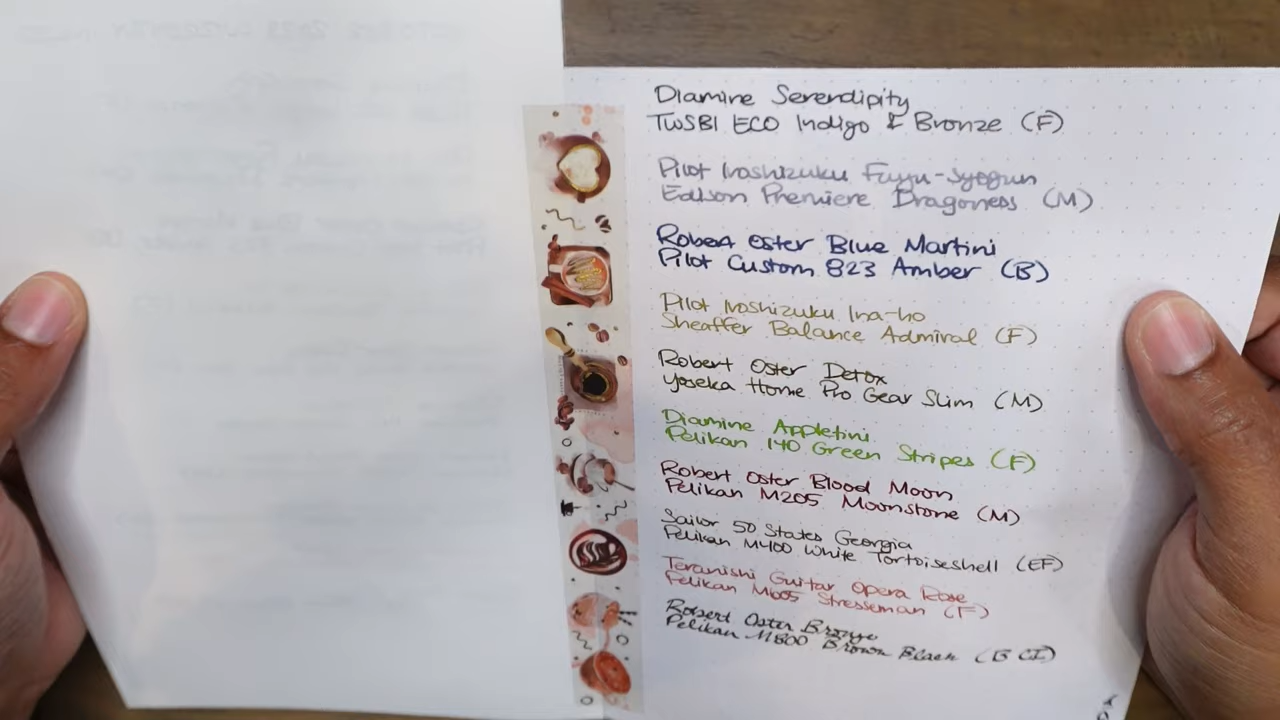 Diamine Serendipity
TWSBI ECO Indigo & Bronze (F)
Pilot Iroshizuku Fuyu-Syogun
Edison Premiere Dragoness (M)
Robert Oster Blue Martini
Pilot Custom 823 Amber (B)
Pilot Iroshizuku Ina-ho
Sheaffer Balance Admiral (F)
Robert Oster Detox
Yoseka Home Pro Gear Slim (M)
Diamine Appletini
Pelikan 140 Green Stripes (F)
Robert Oster Blood Moon
Pelikan M205 Moonstone (M)
Sailor 50 States Georgia
Pelikan M400 White Tortoiseshell (EF)
Teranishi Guitar Opera Rose
Pelikan M605 Stresseman (F)
Robert Oster
Pelikan M800 Brown Black (B CI)